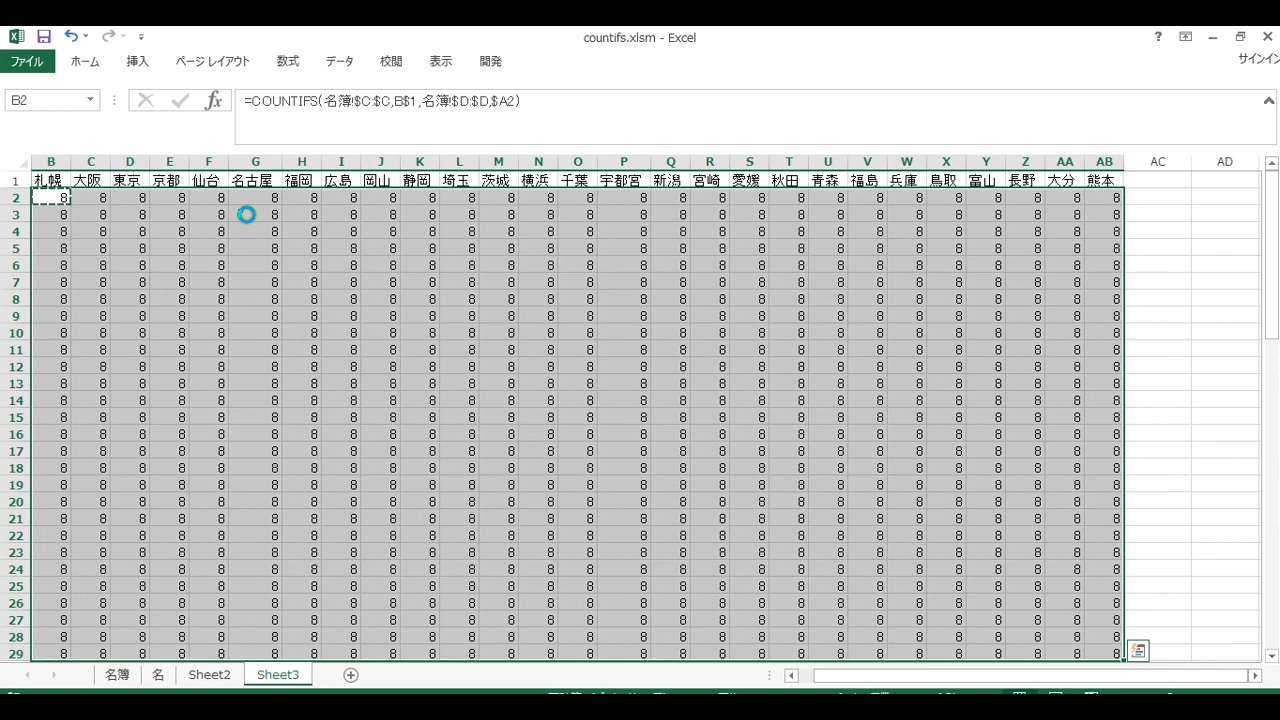 countifs.xlsm - Excel
?
サインイン
ファイル ホーム 挿入 ページ レイアウト 数式 データ 校閲 表示 開発
B2 fx =COUNTIFS(名簿!$C:$C,B$1,名簿!$D:$D,$A2)
B C D E F G H I J K L M N O P Q R S T U V W X Y Z AA AB AC AD
1 札幌 大阪 東京 京都 仙台 名古屋 福岡 広島 岡山 静岡 埼玉 茨城 横浜 千葉 宇都宮 新潟 宮崎 愛媛 秋田 青森 福島 兵庫 鳥取 富山 長野 大分 熊本
2 8 8 8 8 8 8 8 8 8 8 8 8 8 8 8 8 8 8 8 8 8 8 8 8 8 8 8
3 8 8 8 8 8 8 8 8 8 8 8 8 8 8 8 8 8 8 8 8 8 8 8 8 8 8 8
4 8 8 8 8 8 8 8 8 8 8 8 8 8 8 8 8 8 8 8 8 8 8 8 8 8 8 8
5 8 8 8 8 8 8 8 8 8 8 8 8 8 8 8 8 8 8 8 8 8 8 8 8 8 8 8
6 8 8 8 8 8 8 8 8 8 8 8 8 8 8 8 8 8 8 8 8 8 8 8 8 8 8 8
7 8 8 8 8 8 8 8 8 8 8 8 8 8 8 8 8 8 8 8 8 8 8 8 8 8 8 8
8 8 8 8 8 8 8 8 8 8 8 8 8 8 8 8 8 8 8 8 8 8 8 8 8 8 8 8
9 8 8 8 8 8 8 8 8 8 8 8 8 8 8 8 8 8 8 8 8 8 8 8 8 8 8 8
10 8 8 8 8 8 8 8 8 8 8 8 8 8 8 8 8 8 8 8 8 8 8 8 8 8 8 8
11 8 8 8 8 8 8 8 8 8 8 8 8 8 8 8 8 8 8 8 8 8 8 8 8 8 8 8
12 8 8 8 8 8 8 8 8 8 8 8 8 8 8 8 8 8 8 8 8 8 8 8 8 8 8 8
13 8 8 8 8 8 8 8 8 8 8 8 8 8 8 8 8 8 8 8 8 8 8 8 8 8 8 8
14 8 8 8 8 8 8 8 8 8 8 8 8 8 8 8 8 8 8 8 8 8 8 8 8 8 8 8
15 8 8 8 8 8 8 8 8 8 8 8 8 8 8 8 8 8 8 8 8 8 8 8 8 8 8 8
16 8 8 8 8 8 8 8 8 8 8 8 8 8 8 8 8 8 8 8 8 8 8 8 8 8 8 8
17 8 8 8 8 8 8 8 8 8 8 8 8 8 8 8 8 8 8 8 8 8 8 8 8 8 8 8
18 8 8 8 8 8 8 8 8 8 8 8 8 8 8 8 8 8 8 8 8 8 8 8 8 8 8 8
19 8 8 8 8 8 8 8 8 8 8 8 8 8 8 8 8 8 8 8 8 8 8 8 8 8 8 8
20 8 8 8 8 8 8 8 8 8 8 8 8 8 8 8 8 8 8 8 8 8 8 8 8 8 8 8
21 8 8 8 8 8 8 8 8 8 8 8 8 8 8 8 8 8 8 8 8 8 8 8 8 8 8 8
22 8 8 8 8 8 8 8 8 8 8 8 8 8 8 8 8 8 8 8 8 8 8 8 8 8 8 8
23 8 8 8 8 8 8 8 8 8 8 8 8 8 8 8 8 8 8 8 8 8 8 8 8 8 8 8
24 8 8 8 8 8 8 8 8 8 8 8 8 8 8 8 8 8 8 8 8 8 8 8 8 8 8 8
25 8 8 8 8 8 8 8 8 8 8 8 8 8 8 8 8 8 8 8 8 8 8 8 8 8 8 8
26 8 8 8 8 8 8 8 8 8 8 8 8 8 8 8 8 8 8 8 8 8 8 8 8 8 8 8
27 8 8 8 8 8 8 8 8 8 8 8 8 8 8 8 8 8 8 8 8 8 8 8 8 8 8 8
28 8 8 8 8 8 8 8 8 8 8 8 8 8 8 8 8 8 8 8 8 8 8 8 8 8 8 8
29 8 8 8 8 8 8 8 8 8 8 8 8 8 8 8 8 8 8 8 8 8 8 8 8 8 8 8
名簿 名 Sheet2 Sheet3